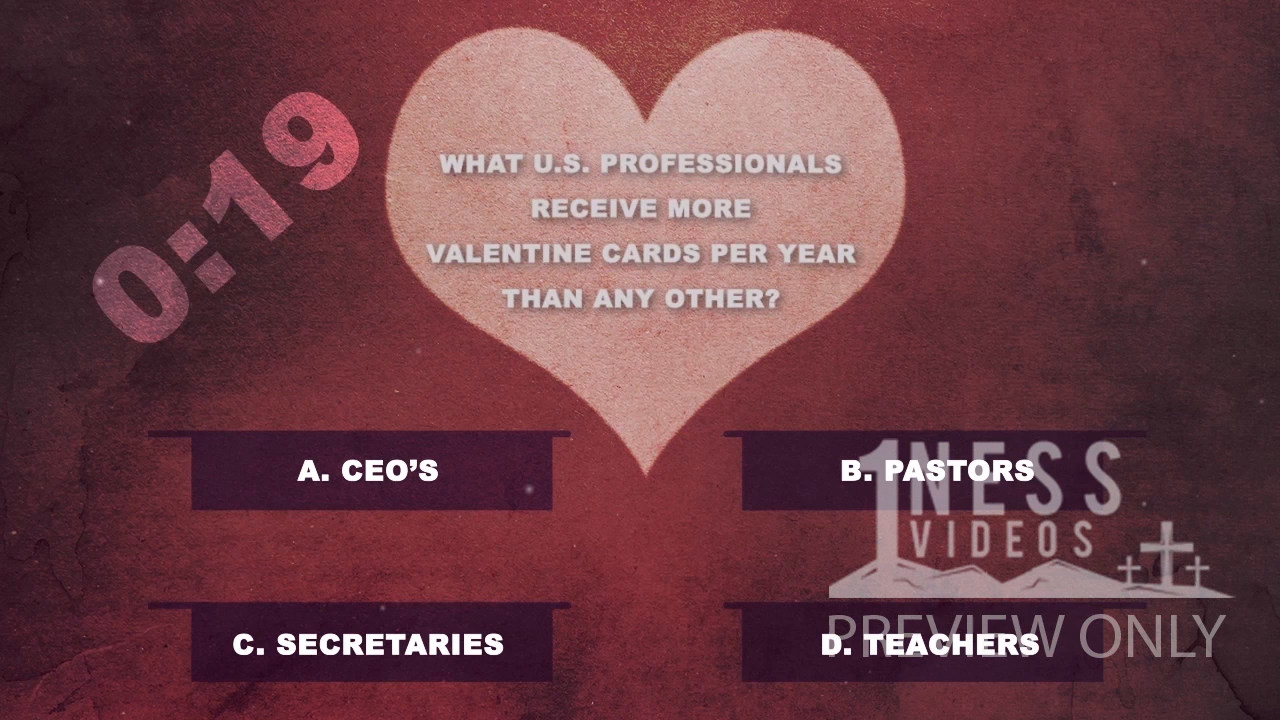 0:19
WHAT U.S. PROFESSIONALS
RECEIVE MORE
VALENTINE CARDS PER YEAR
THAN ANY OTHER?
A. CEO’S
B. PASTORS
C. SECRETARIES
D. TEACHERS
1NESS
VIDEOS
PREVIEW ONLY